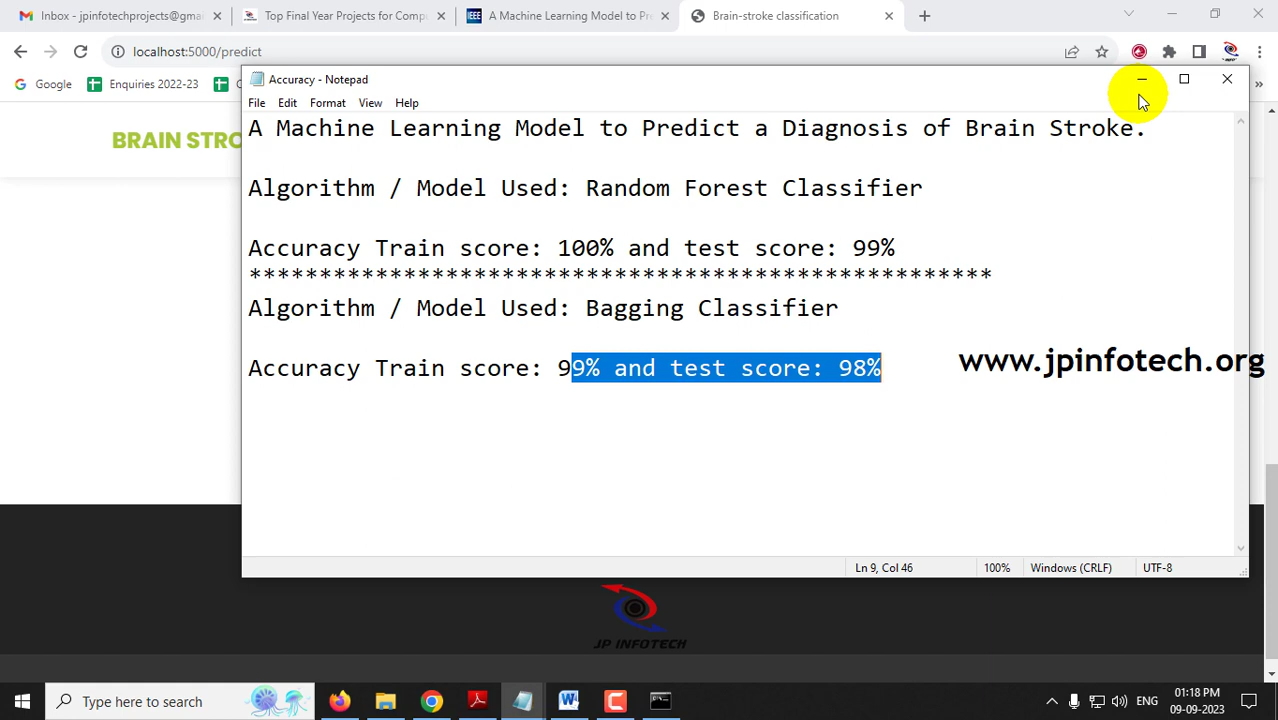 Inbox - jpinfotechprojects@gmai
Top Final Year Projects for Compu
IEEE
A Machine Learning Model to Pre
Brain-stroke classification
localhost:5000/predict
Google
Enquiries 2022-23
Accuracy - Notepad
File Edit Format View Help
BRAIN STRO
A Machine Learning Model to Predict a Diagnosis of Brain Stroke.
Algorithm / Model Used: Random Forest Classifier
Accuracy Train score: 100% and test score: 99%
*****************************************************
Algorithm / Model Used: Bagging Classifier
Accuracy Train score: 99% and test score: 98%
www.jpinfotech.org
Ln 9, Col 46
100%
Windows (CRLF)
UTF-8
JP INFOTECH
Type here to search
ENG
01:18 PM
09-09-2023